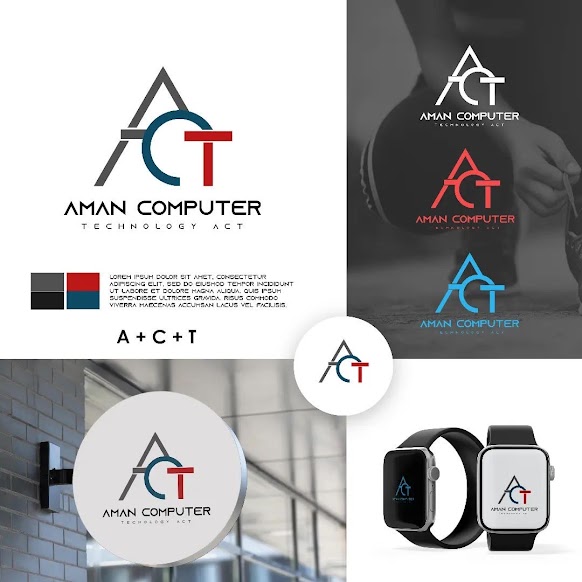 ACT
AMAN COMPUTER
TECHNOLOGY ACT
LOREM IPSUM DOLOR SIT AMET, CONSECTETUR
ADIPISCING ELIT, SED DO EIUSMOD TEMPOR INCIDIDUNT
UT LABORE ET DOLORE MAGNA ALIQUA. QUIS IPSUM
SUSPENDISSE ULTRICES GRAVIDA. RISUS COMMODO
VIVERRA MAECENAS ACCUMSAN LACUS VEL FACILISIS.
A + C + T
ACT
AMAN COMPUTER
TECHNOLOGY ACT
ACT
AMAN COMPUTER
ACT
AMAN COMPUTER
ACT
ACT
AMAN COMPUTER
TECHNOLOGY ACT
ACT
AMAN COMPUTER
ACT
AMAN COMPUTER